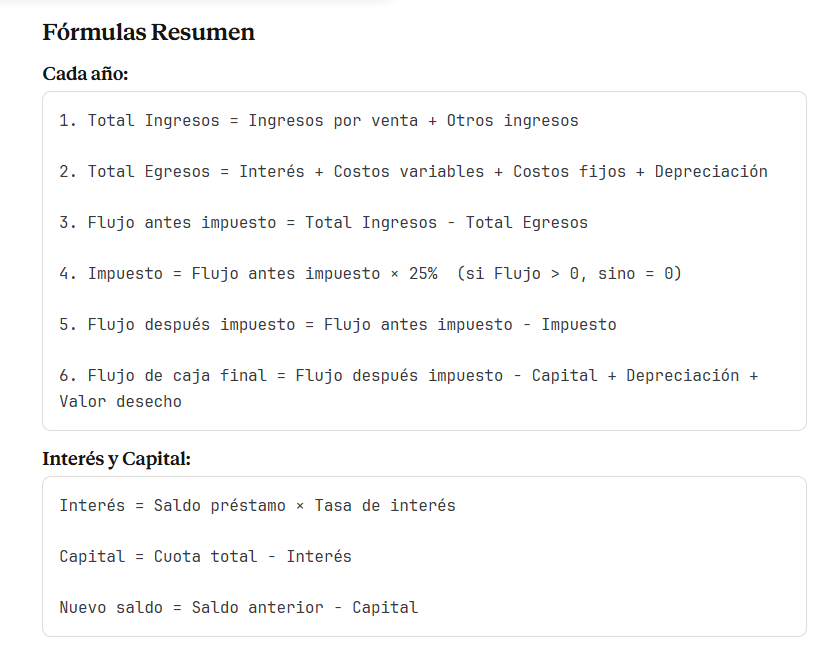 Fórmulas Resumen
Cada año:
1. Total Ingresos = Ingresos por venta + Otros ingresos
2. Total Egresos = Interés + Costos variables + Costos fijos + Depreciación
3. Flujo antes impuesto = Total Ingresos - Total Egresos
4. Impuesto = Flujo antes impuesto × 25%  (si Flujo > 0, sino = 0)
5. Flujo después impuesto = Flujo antes impuesto - Impuesto
6. Flujo de caja final = Flujo después impuesto - Capital + Depreciación +
Valor desecho
Interés y Capital:
Interés = Saldo préstamo × Tasa de interés
Capital = Cuota total - Interés
Nuevo saldo = Saldo anterior - Capital